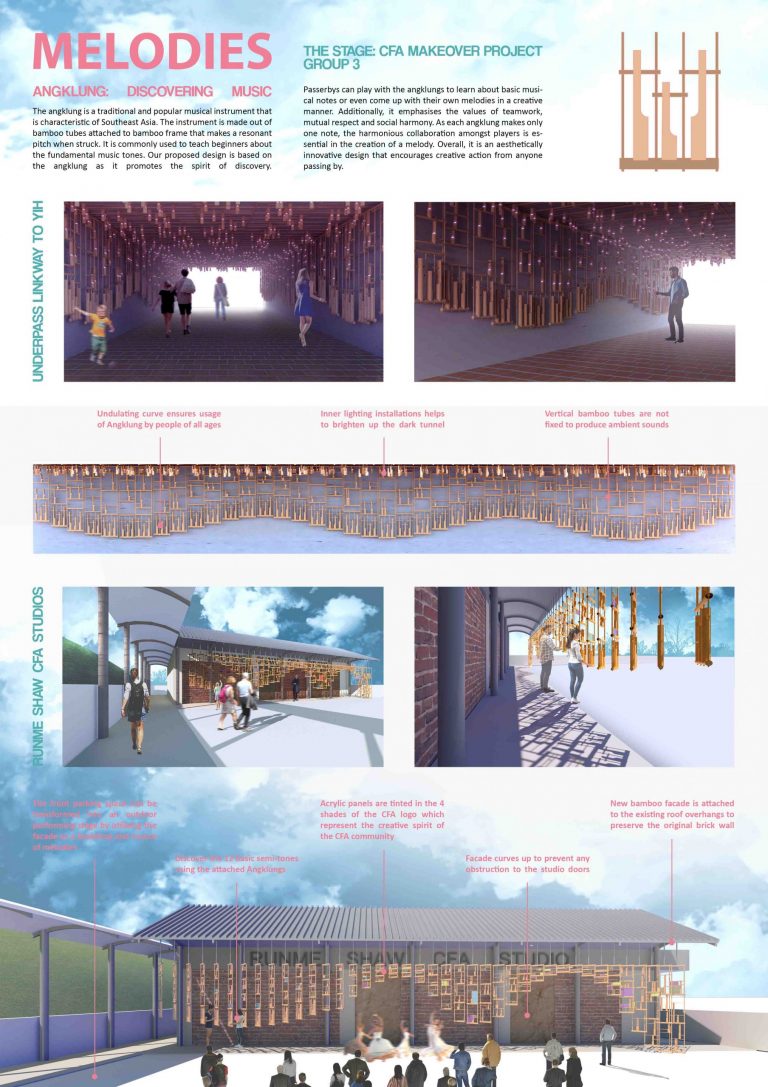 MELODIES
ANGKLUNG: DISCOVERING MUSIC
The angklung is a traditional and popular musical instrument that
is characteristic of Southeast Asia. The instrument is made out of
bamboo tubes attached to bamboo frame that makes a resonant
pitch when struck. It is commonly used to teach beginners about
the fundamental music tones. Our proposed design is based on
the angklung as it promotes the spirit of discovery.
THE STAGE: CFA MAKEOVER PROJECT
GROUP 3
Passerbys can play with the angklungs to learn about basic musi-
cal notes or even come up with their own melodies in a creative
manner. Additionally, it emphasises the values of teamwork,
mutual respect and social harmony. As each angklung makes only
one note, the harmonious collaboration amongst players is es-
sential in the creation of a melody. Overall, it is an aesthetically
innovative design that encourages creative action from anyone
passing by.
UNDERPASS LINKWAY TO YIH
Undulating curve ensures usage
of Angklung by people of all ages
Inner lighting installations helps
to brighten up the dark tunnel
Vertical bamboo tubes are not
fixed to produce ambient sounds
RUNME SHAW CFA STUDIOS
The front parking space can be
transformed into an outdoor
performing stage by utilising the
facade as a
of melodies
Discover the 12 basic semi-tones
using the attached Angklungs
Acrylic panels are tinted in the 4
shades of the CFA logo which
represent the creative spirit of
the CFA community
Facade curves up to prevent any
obstruction to the studio doors
New bamboo facade is attached
to the existing roof overhangs to
preserve the original brick wall
RUNME SHAW CFA STUDIO